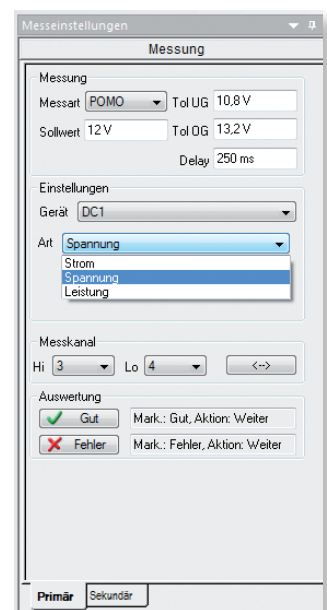 Messeinstellungen
Messung
Messung
Messart POMO Tol UG 10,8 V
Sollwert 12 V Tol OG 13,2 V
Delay 250 ms
Einstellungen
Gerät DC1
Art Spannung
Strom
Spannung
Leistung
Messkanal
Hi 3 Lo 4 <-->
Auswertung
Gut Mark.: Gut, Aktion: Weiter
Fehler Mark.: Fehler, Aktion: Weiter
Primär Sekundär